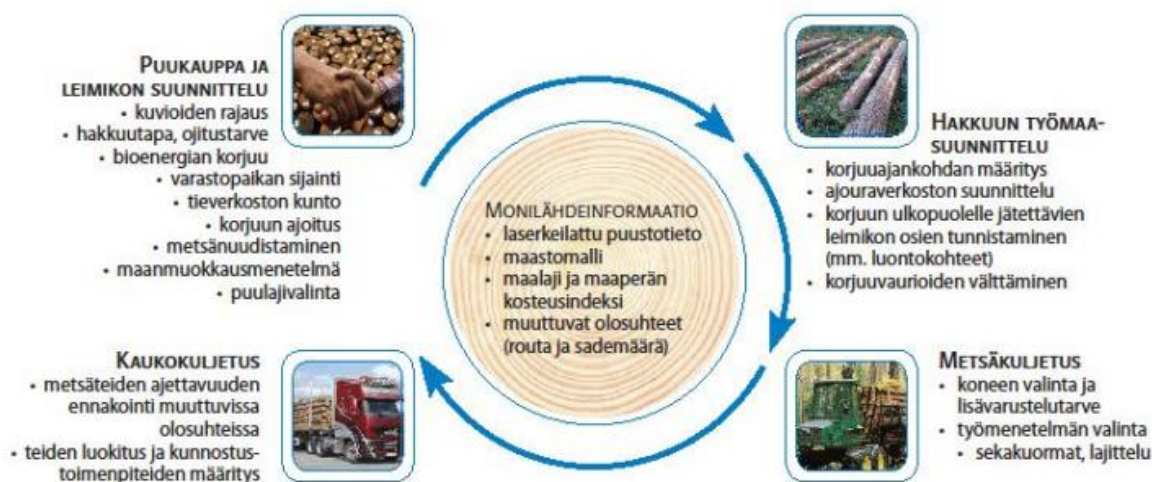 PUUKAUPPA JA
LEIMIKON SUUNNITTELU
• kuvioiden rajaus
• hakkuutapa, ojitustarve
• bioenergian korjuu
• varastopaikan sijainti
• tieverkoston kunto
• korjuun ajoitus
• metsänuudistaminen
• maanmuokkausmenetelmä
• puulajivalinta
HAKKUUN TYÖMAA-
SUUNNITTELU
• korjuuajankohdan määritys
• ajouraverkoston suunnittelu
• korjuun ulkopuolelle jätettävien
leimikon osien tunnistaminen
(mm. luontokohteet)
• korjuuvaurioiden välttäminen
MONILÄHDEINFORMAATIO
• laserkeilattu puustotieto
• maastomalli
• maalaji ja maaperän
kosteusindeksi
• muuttuvat olosuhteet
(routa ja sademäärä)
KAUKOKULJETUS
• metsäteiden ajettavuuden
ennakointi muuttuvissa
olosuhteissa
• teiden luokitus ja kunnostus-
toimenpiteiden määritys
METSÄKULJETUS
• koneen valinta ja
lisävarustelutarve
• työmenetelmän valinta
• sekakuormat, lajittelu